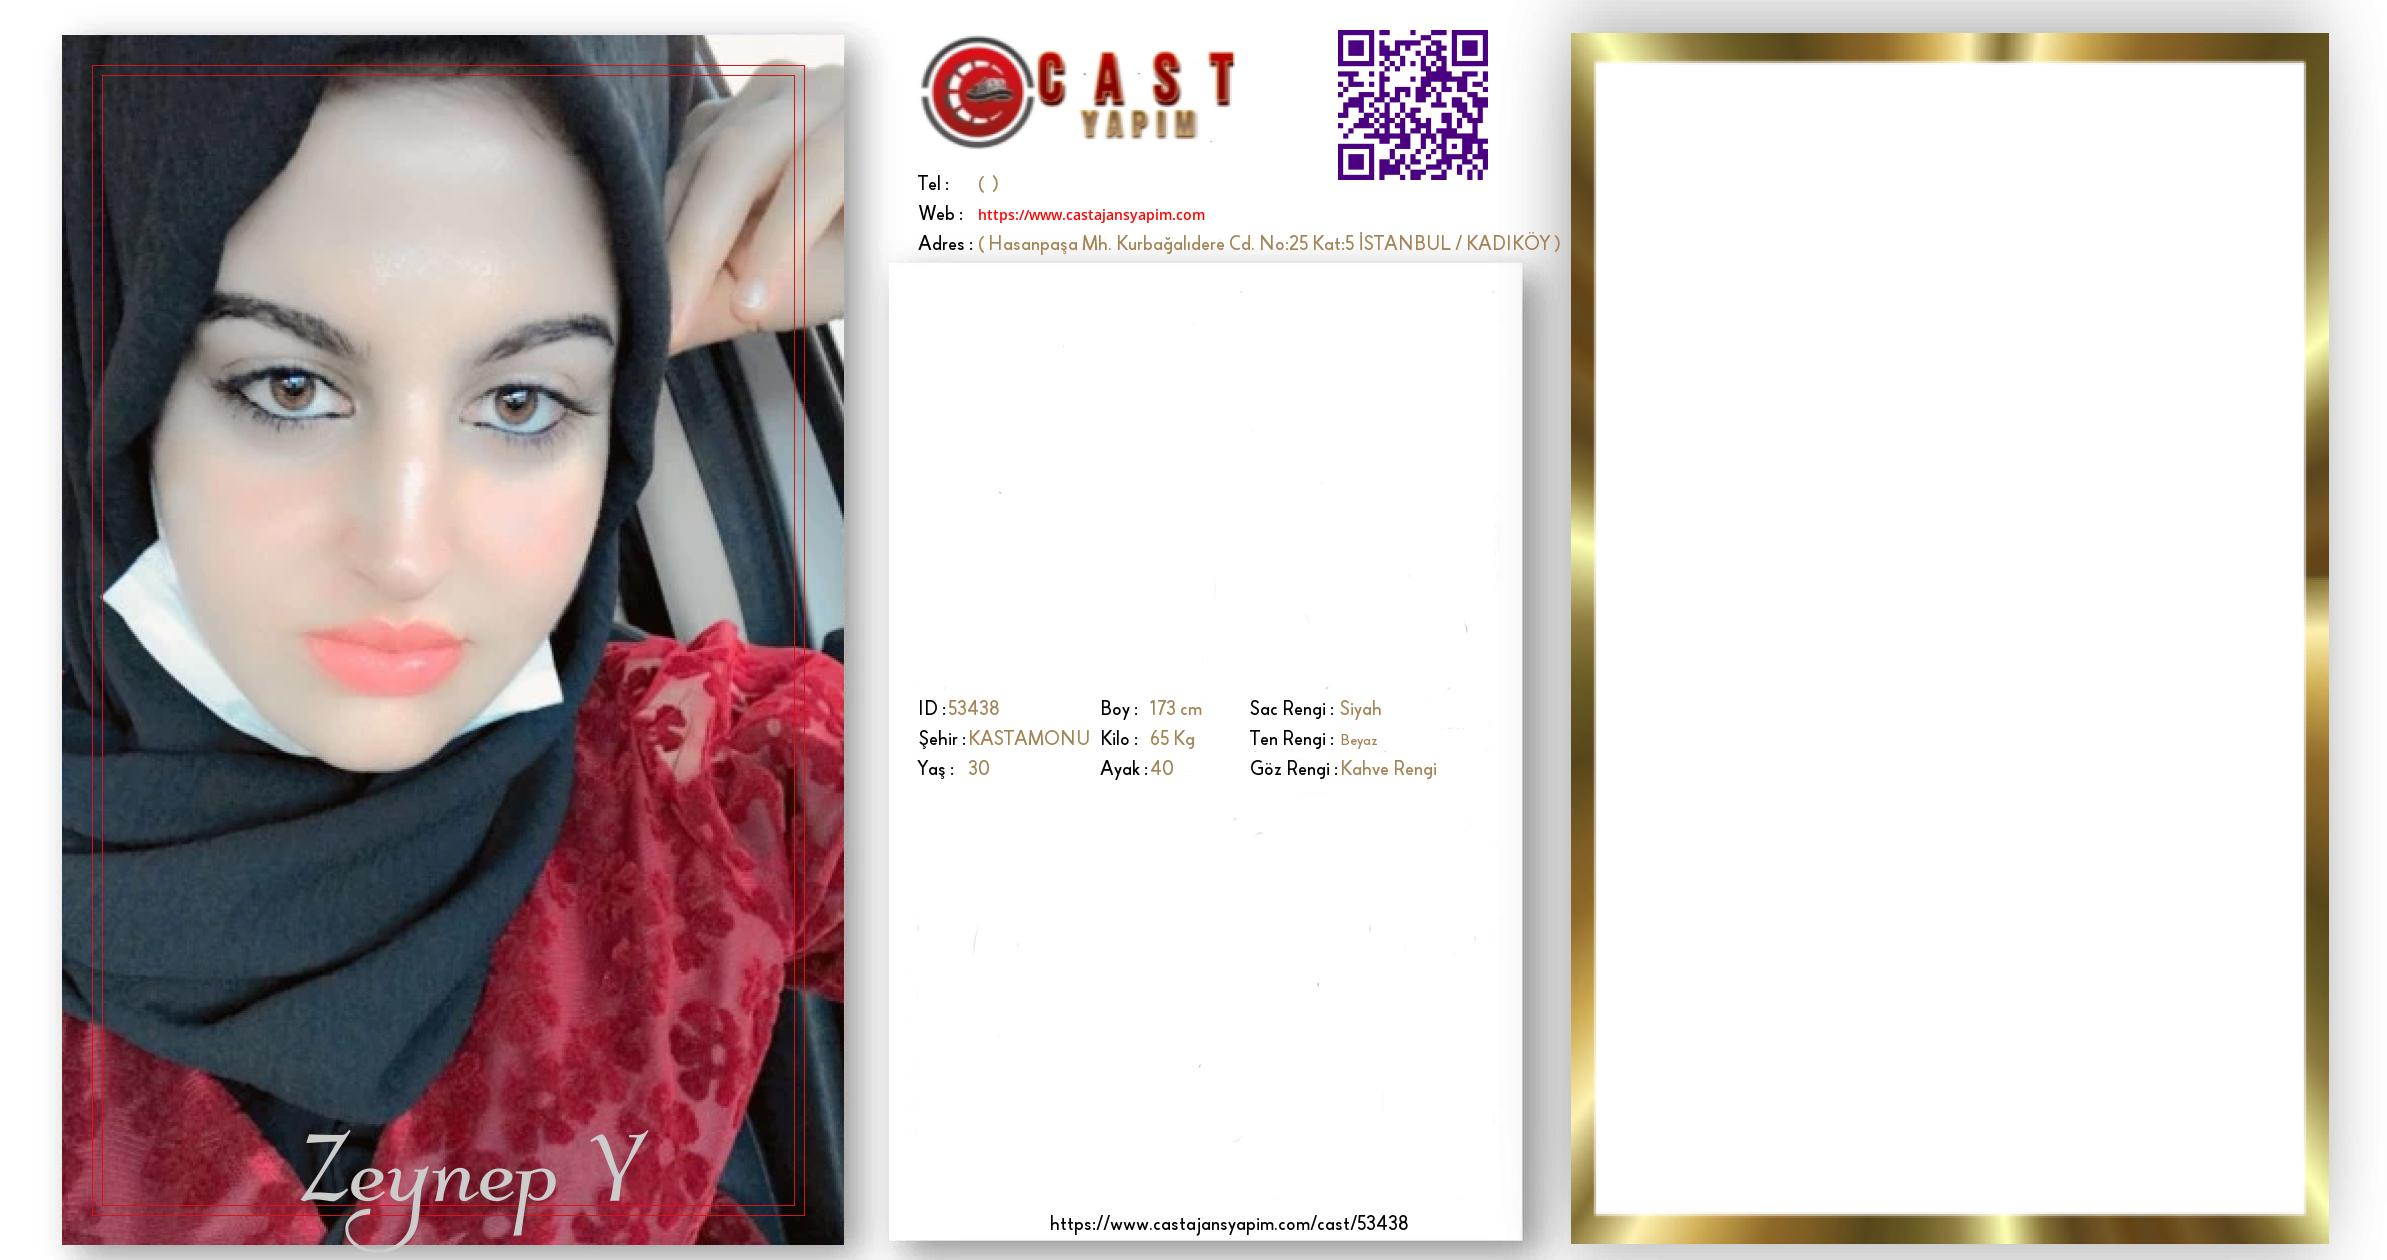 Zeynep Y
CAST
YAPIM
Tel : ( )
Web : https://www.castajansyapim.com
Adres : ( Hasanpaşa Mh. Kurbağalıdere Cd. No:25 Kat:5 İSTANBUL / KADIKÖY )
ID : 53438 Boy : 173 cm Sac Rengi : Siyah
Şehir : KASTAMONU Kilo : 65 Kg Ten Rengi : Beyaz
Yaş : 30 Ayak : 40 Göz Rengi : Kahve Rengi
https://www.castajansyapim.com/cast/53438